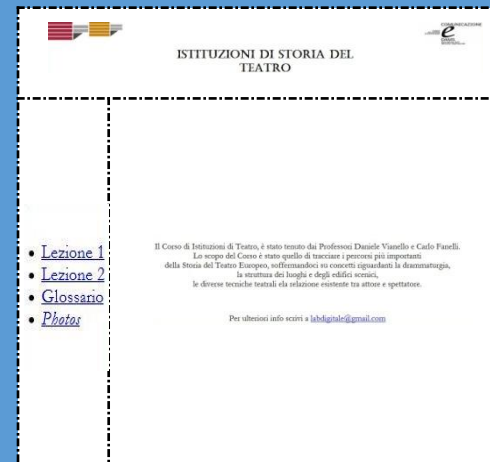 COMUNICAZIONE
e
DAMS
ISTITUZIONI DI STORIA DEL
TEATRO
Lezione 1
Lezione 2
Glossario
Photos
Il Corso di Istituzioni di Teatro, è stato tenuto dai Professori Daniele Vianello e Carlo Fanelli.
Lo scopo del Corso è stato quello di tracciare i percorsi più importanti
della Storia del Teatro Europeo, soffermandosi su concetti riguardanti la drammaturgia,
la struttura dei luoghi e degli edifici scenici,
le diverse tecniche teatrali ela relazione esistente tra attore e spettatore.
Per ulteriori info scrivi a labdigitale@gmail.com